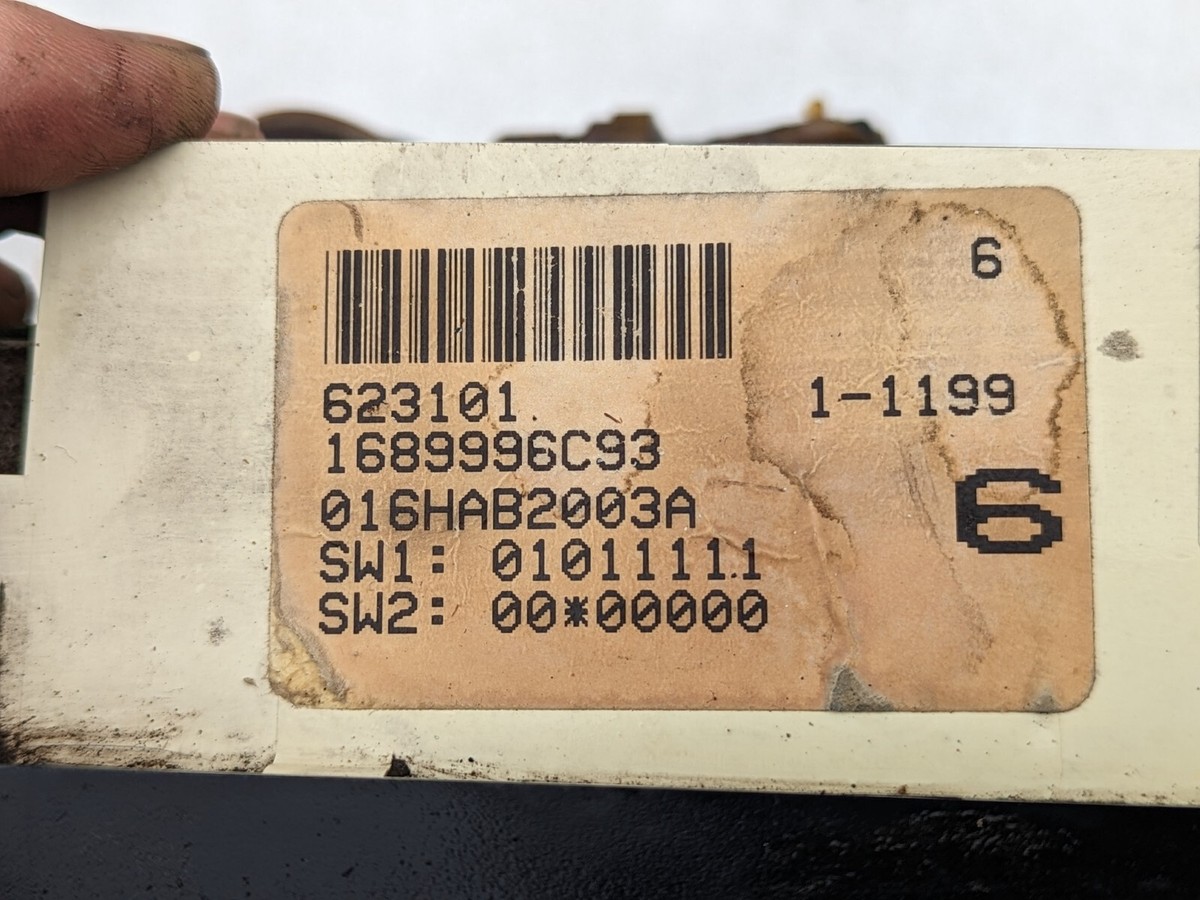 6
623101
1-1199
1689996C93
016HAB2003A
6
SW1: 01011111
SW2: 00*00000